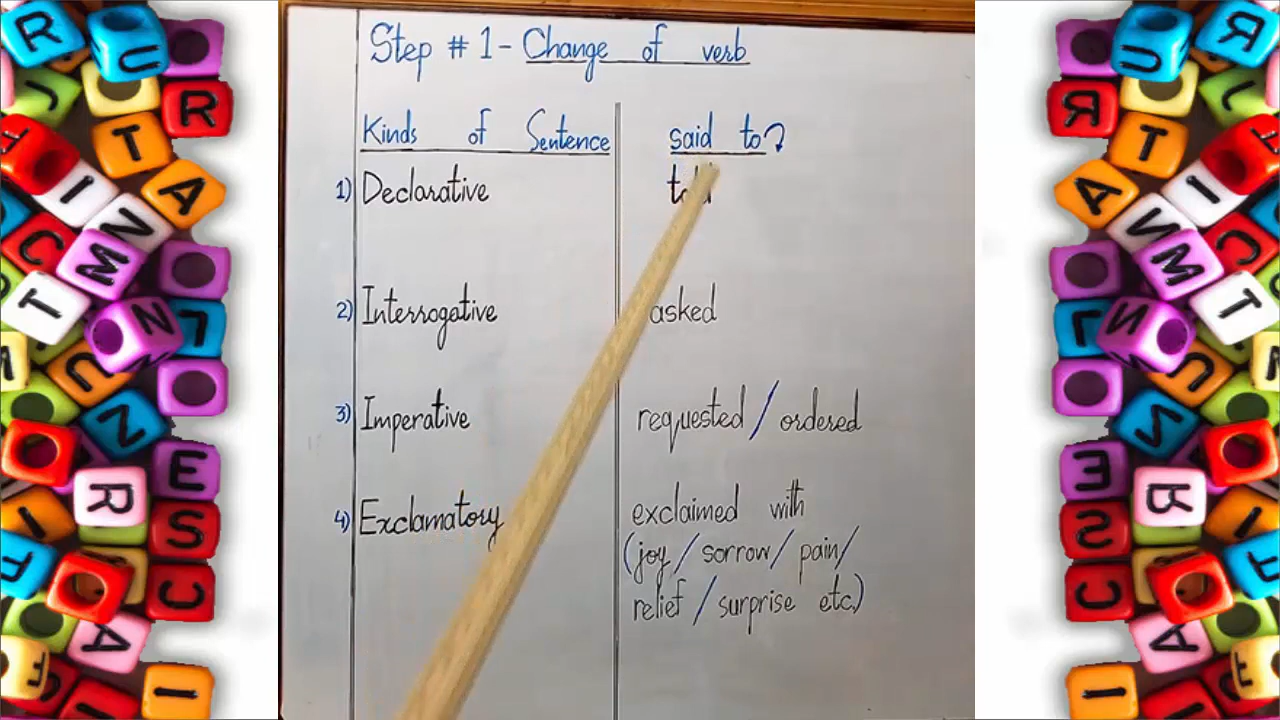 Step # 1 - Change of verb
Kinds of Sentence said to
1) Declarative told
2) Interrogative asked
3) Imperative requested / ordered
4) Exclamatory exclaimed with
(joy / sorrow / pain /
relief / surprise etc.)